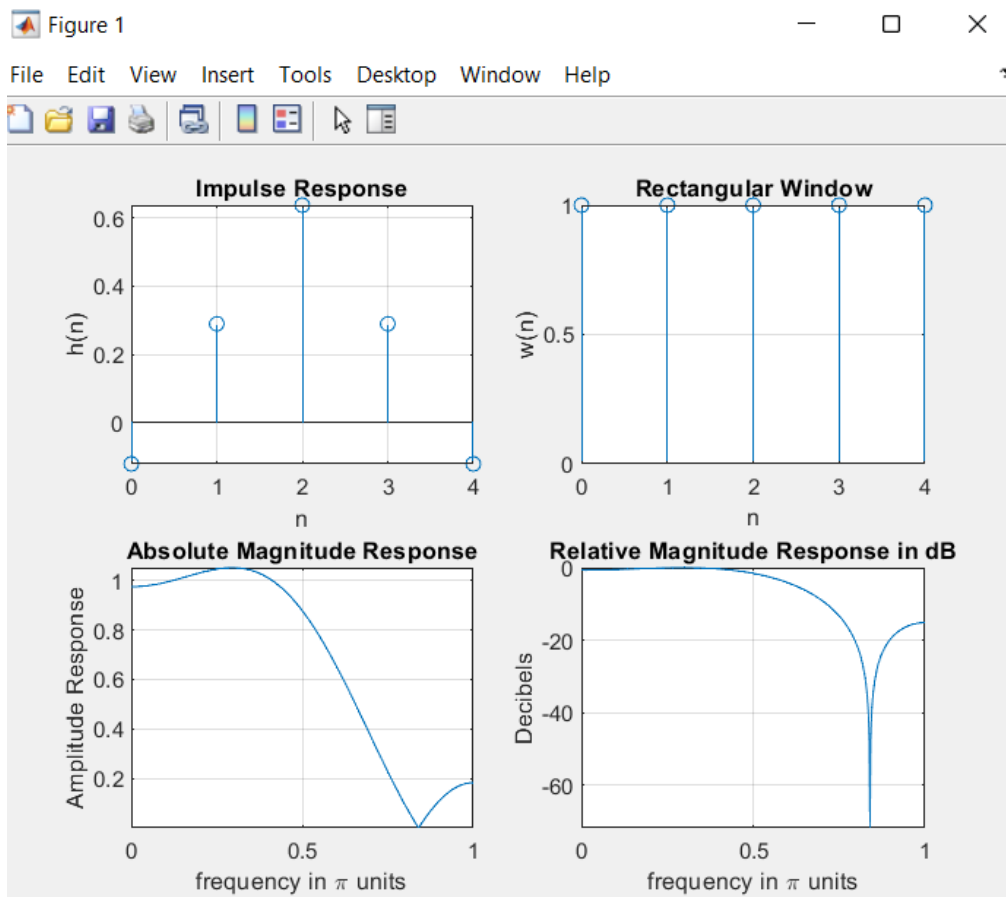 Figure 1
File Edit View Insert Tools Desktop Window Help
Impulse Response
h(n)
0.6
0.4
0.2
0
0 1 2 3 4
n
Rectangular Window
w(n)
1
0.5
0
0 1 2 3 4
n
Absolute Magnitude Response
Amplitude Response
1
0.8
0.6
0.4
0.2
0 0.5 1
frequency in π units
Relative Magnitude Response in dB
Decibels
0
-20
-40
-60
0 0.5 1
frequency in π units